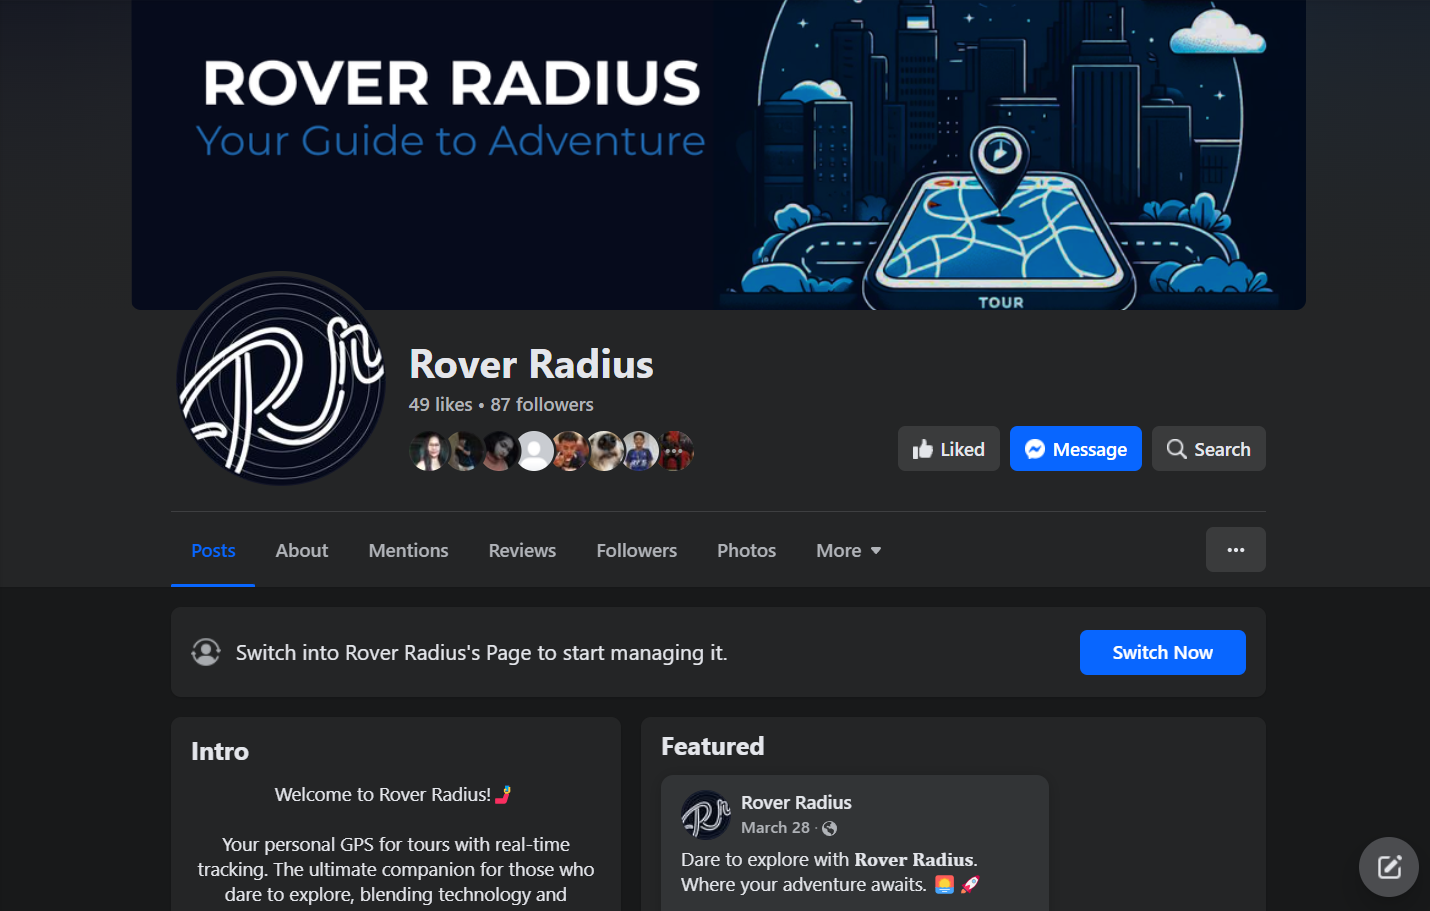 ROVER RADIUS
Your Guide to Adventure
TOUR
Rr
Rover Radius
49 likes • 87 followers
Liked
Message
Search
Posts
About
Mentions
Reviews
Followers
Photos
More
Switch into Rover Radius's Page to start managing it.
Switch Now
Intro
Welcome to Rover Radius!🤳
Your personal GPS for tours with real-time
tracking. The ultimate companion for those who
dare to explore, blending technology and
Featured
Rr
Rover Radius
March 28 ·
Dare to explore with Rover Radius.
Where your adventure awaits. 🌅 🚀